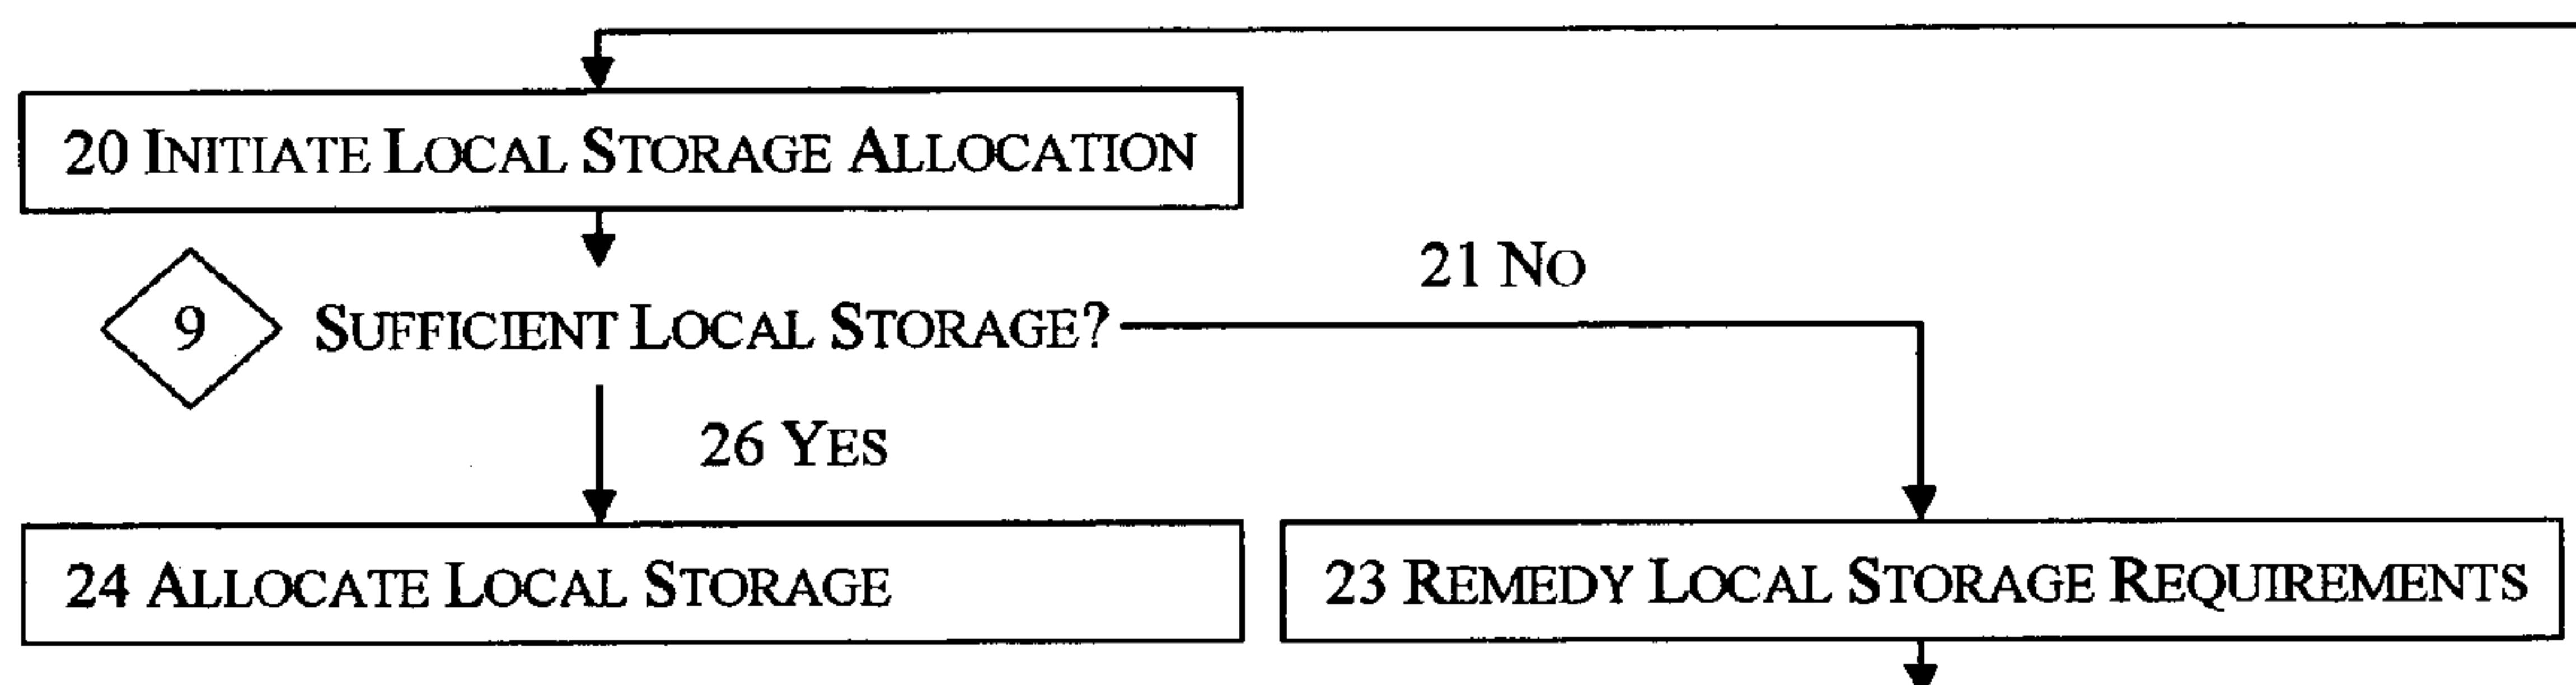 20 Initiate Local Storage Allocation
21 No
9 Sufficient Local Storage?
26 Yes
24 Allocate Local Storage
23 Remedy Local Storage Requirements